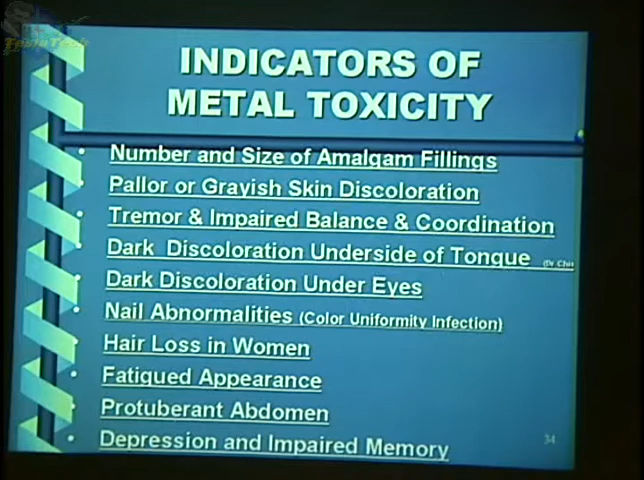 INDICATORS OF
METAL TOXICITY
• Number and Size of Amalgam Fillings
• Pallor or Grayish Skin Discoloration
• Tremor & Impaired Balance & Coordination
• Dark Discoloration Underside of Tongue (Dr Chi
• Dark Discoloration Under Eyes
• Nail Abnormalities (Color Uniformity Infection)
• Hair Loss in Women
• Fatigued Appearance
• Protuberant Abdomen
• Depression and Impaired Memory
34